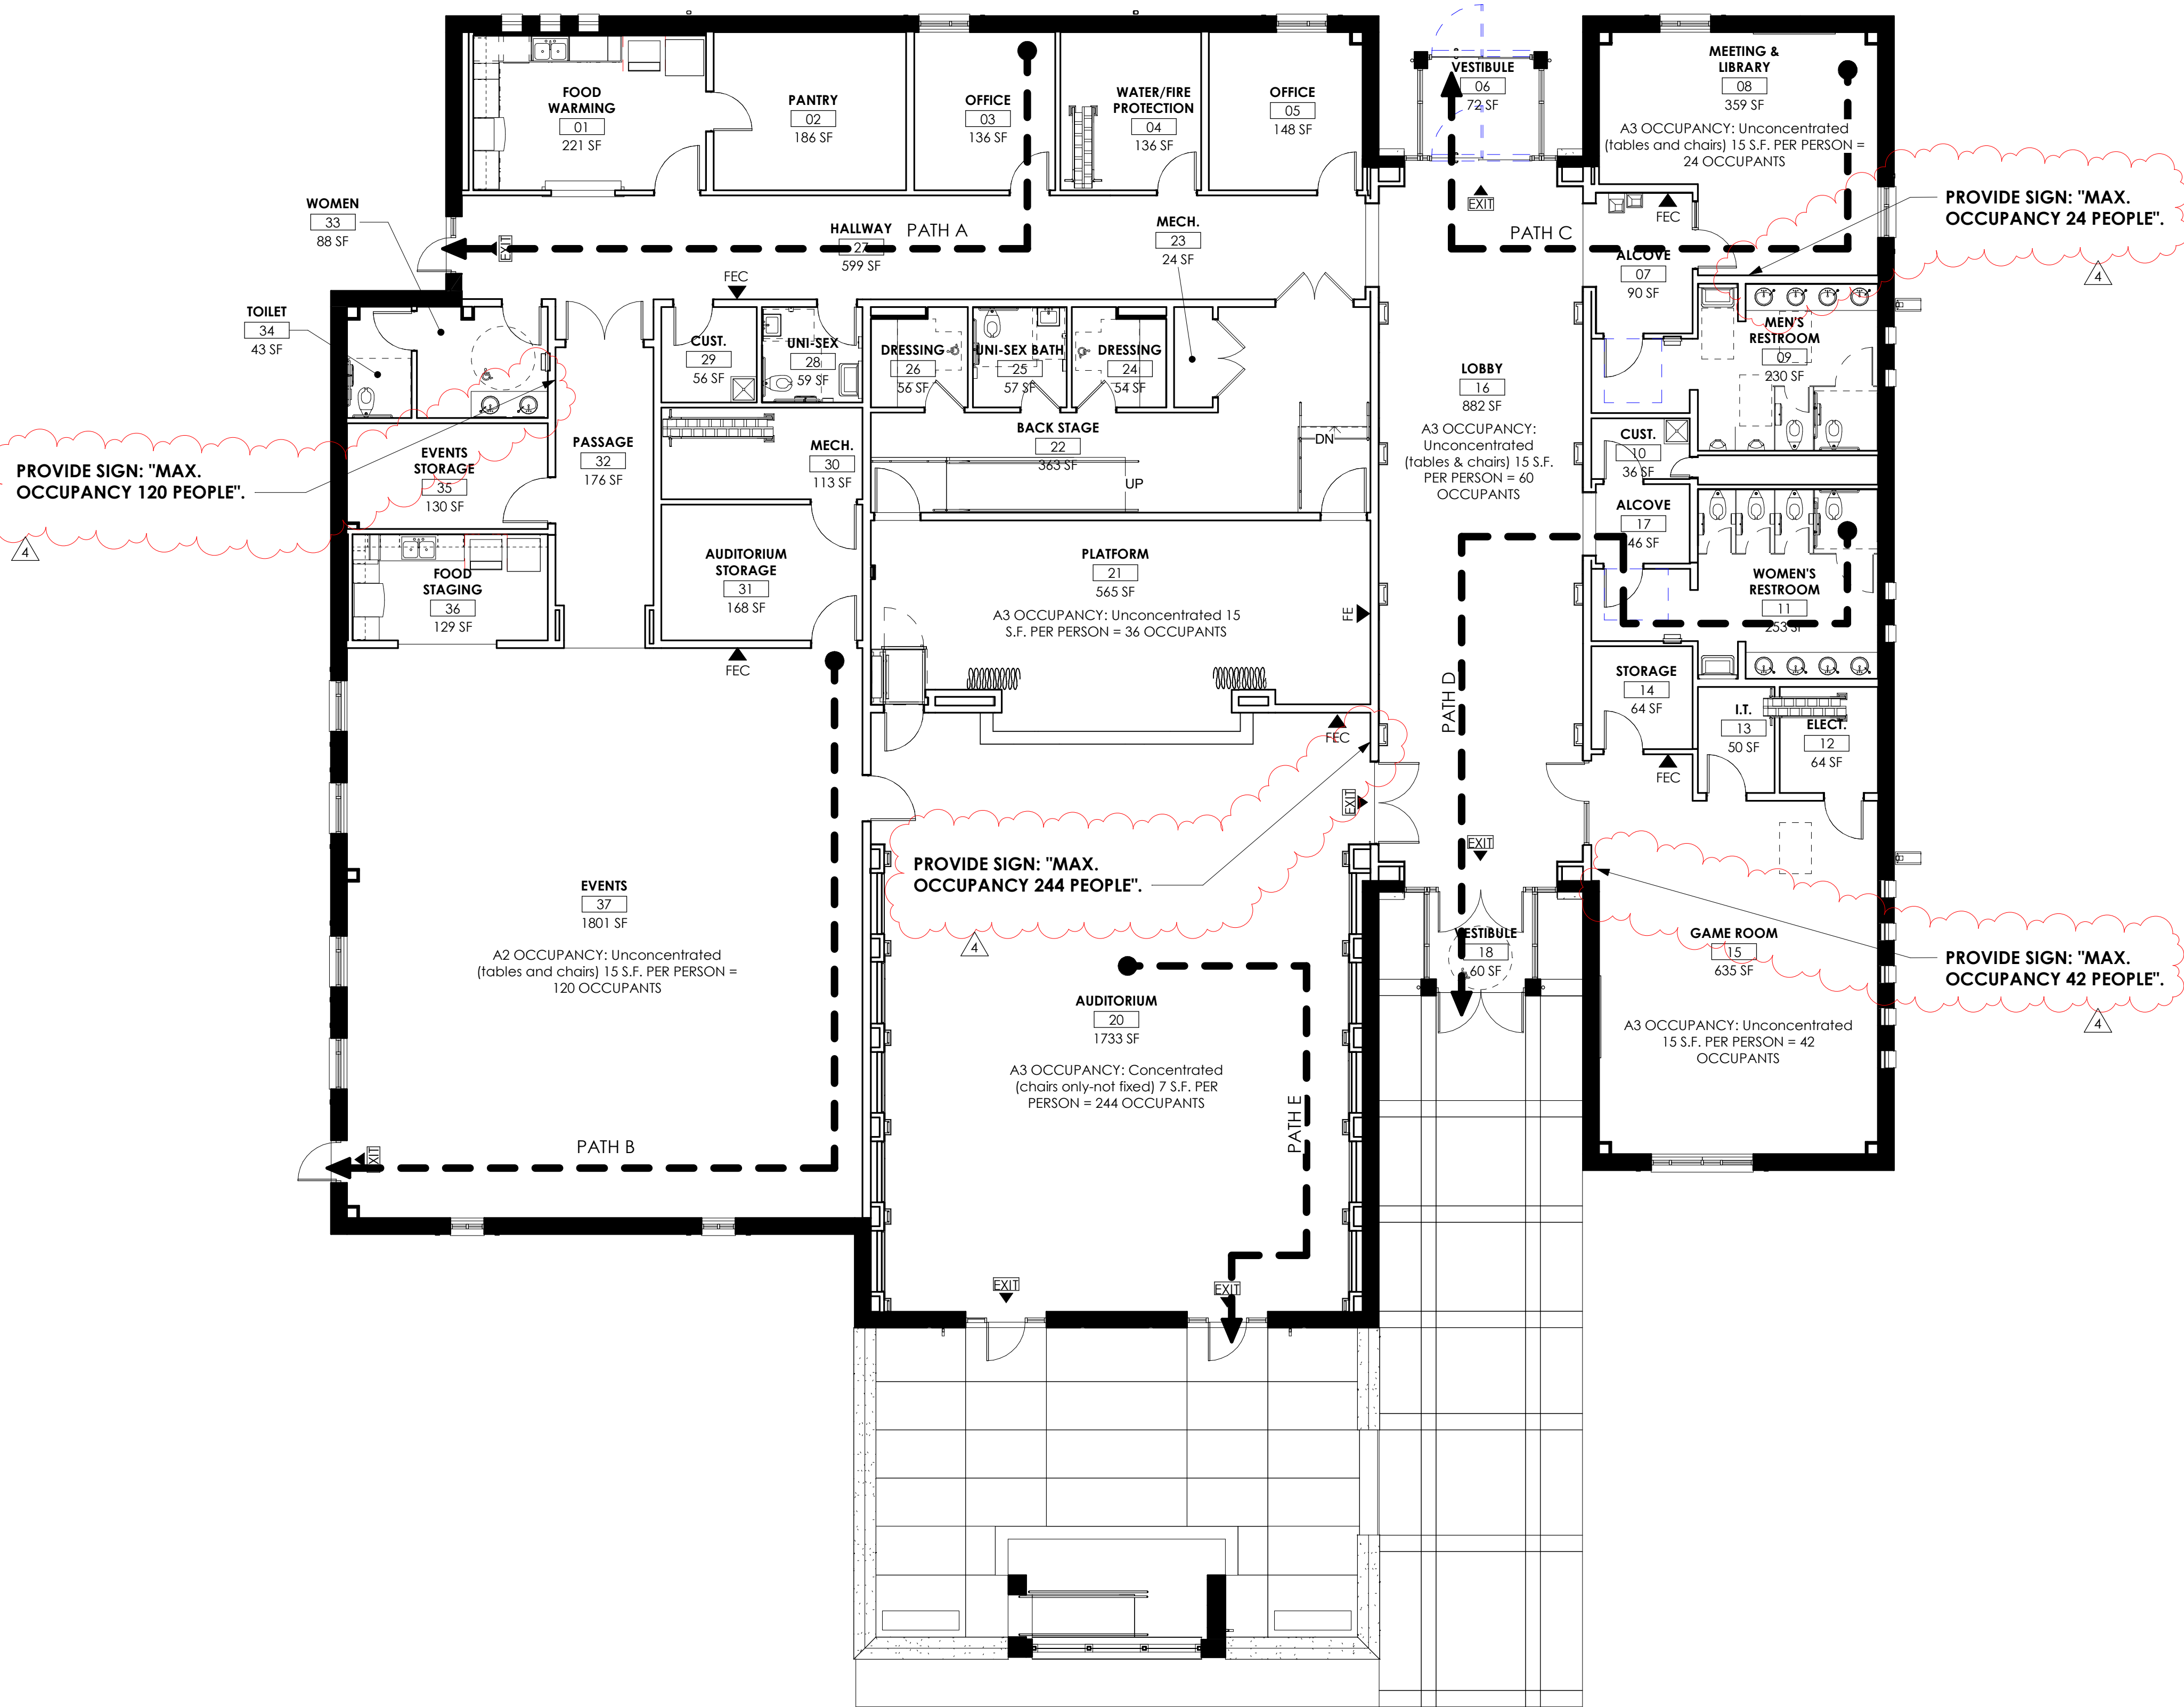 FOOD
WARMING
01
221 SF
PANTRY
02
186 SF
OFFICE
03
136 SF
WATER/FIRE
PROTECTION
04
136 SF
OFFICE
05
148 SF
VESTIBULE
06
72 SF
MEETING &
LIBRARY
08
359 SF
A3 OCCUPANCY: Unconcentrated
(tables and chairs) 15 S.F. PER PERSON =
24 OCCUPANTS
PROVIDE SIGN: "MAX.
OCCUPANCY 24 PEOPLE".
4
WOMEN
33
88 SF
EXIT
HALLWAY
27
599 SF
PATH A
MECH.
23
24 SF
EXIT
PATH C
FEC
ALCOVE
07
90 SF
TOILET
34
43 SF
FEC
CUST.
29
56 SF
UNI-SEX
28
59 SF
DRESSING
26
56 SF
UNI-SEX BATH
25
57 SF
DRESSING
24
54 SF
MEN'S
RESTROOM
09
230 SF
LOBBY
16
882 SF
A3 OCCUPANCY:
Unconcentrated
(tables & chairs) 15 S.F.
PER PERSON = 60
OCCUPANTS
PROVIDE SIGN: "MAX.
OCCUPANCY 120 PEOPLE".
4
EVENTS
STORAGE
35
130 SF
PASSAGE
32
176 SF
MECH.
30
113 SF
BACK STAGE
22
363 SF
DN
UP
CUST.
10
36 SF
ALCOVE
17
46 SF
FOOD
STAGING
36
129 SF
AUDITORIUM
STORAGE
31
168 SF
PLATFORM
21
565 SF
A3 OCCUPANCY: Unconcentrated 15
S.F. PER PERSON = 36 OCCUPANTS
FE
WOMEN'S
RESTROOM
11
253 SF
FEC
FEC
PATH D
STORAGE
14
64 SF
I.T.
13
50 SF
ELECT.
12
64 SF
FEC
EXIT
EXIT
PROVIDE SIGN: "MAX.
OCCUPANCY 244 PEOPLE".
4
EVENTS
37
1801 SF
A2 OCCUPANCY: Unconcentrated
(tables and chairs) 15 S.F. PER PERSON =
120 OCCUPANTS
VESTIBULE
18
60 SF
GAME ROOM
15
635 SF
A3 OCCUPANCY: Unconcentrated
15 S.F. PER PERSON = 42
OCCUPANTS
PROVIDE SIGN: "MAX.
OCCUPANCY 42 PEOPLE".
4
AUDITORIUM
20
1733 SF
A3 OCCUPANCY: Concentrated
(chairs only-not fixed) 7 S.F. PER
PERSON = 244 OCCUPANTS
PATH E
PATH B
EXIT
EXIT
EXIT